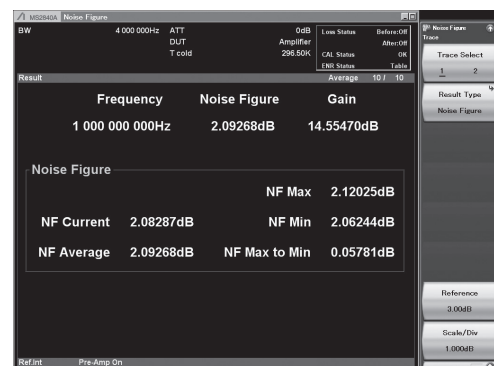 MS2840A Noise Figure
BW 4 000 000Hz ATT 0dB Loss Status Before:Off
DUT Amplifier After:Off
T cold 296.50K CAL Status OK
ENR Status Table
Result Average 10 / 10
Frequency Noise Figure Gain
1 000 000 000Hz 2.09268dB 14.55470dB
Noise Figure
NF Max 2.12025dB
NF Current 2.08287dB NF Min 2.06244dB
NF Average 2.09268dB NF Max to Min 0.05781dB
Ref.Int Pre-Amp On
Noise Figure
Trace
Trace Select
1 2
Result Type
Noise Figure
Reference
3.00dB
Scale/Div
1.000dB